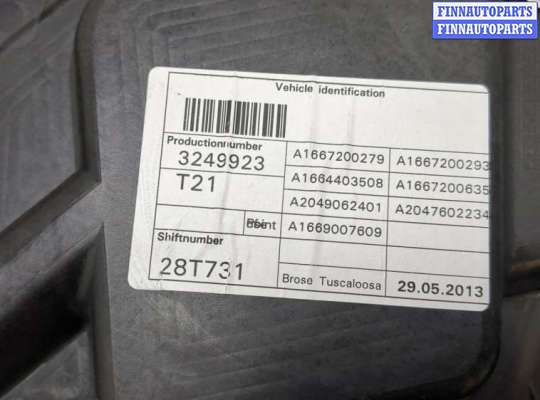 FINNAUTOPARTS
FINNAUTOPARTS
Vehicle identification
Productionnumber
3249923
T21
A1667200279 A1667200293
A1664403508 A1667200635
A2049062401 A2047602234
A1669007609
Shiftnumber
28T731
Brose Tuscaloosa
29.05.2013